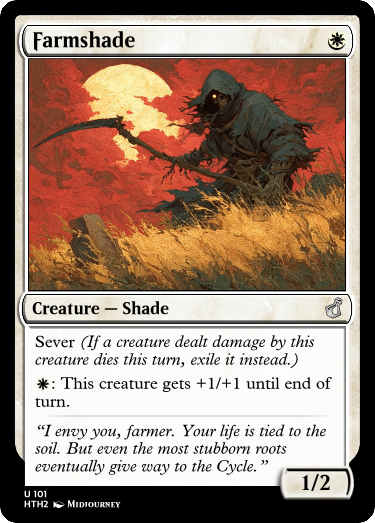 Farmshade
Creature — Shade
Sever (If a creature dealt damage by this
creature dies this turn, exile it instead.)
: This creature gets +1/+1 until end of
turn.
“I envy you, farmer. Your life is tied to the
soil. But even the most stubborn roots
eventually give way to the Cycle.”
1/2
U 101
HTH2 Midjourney